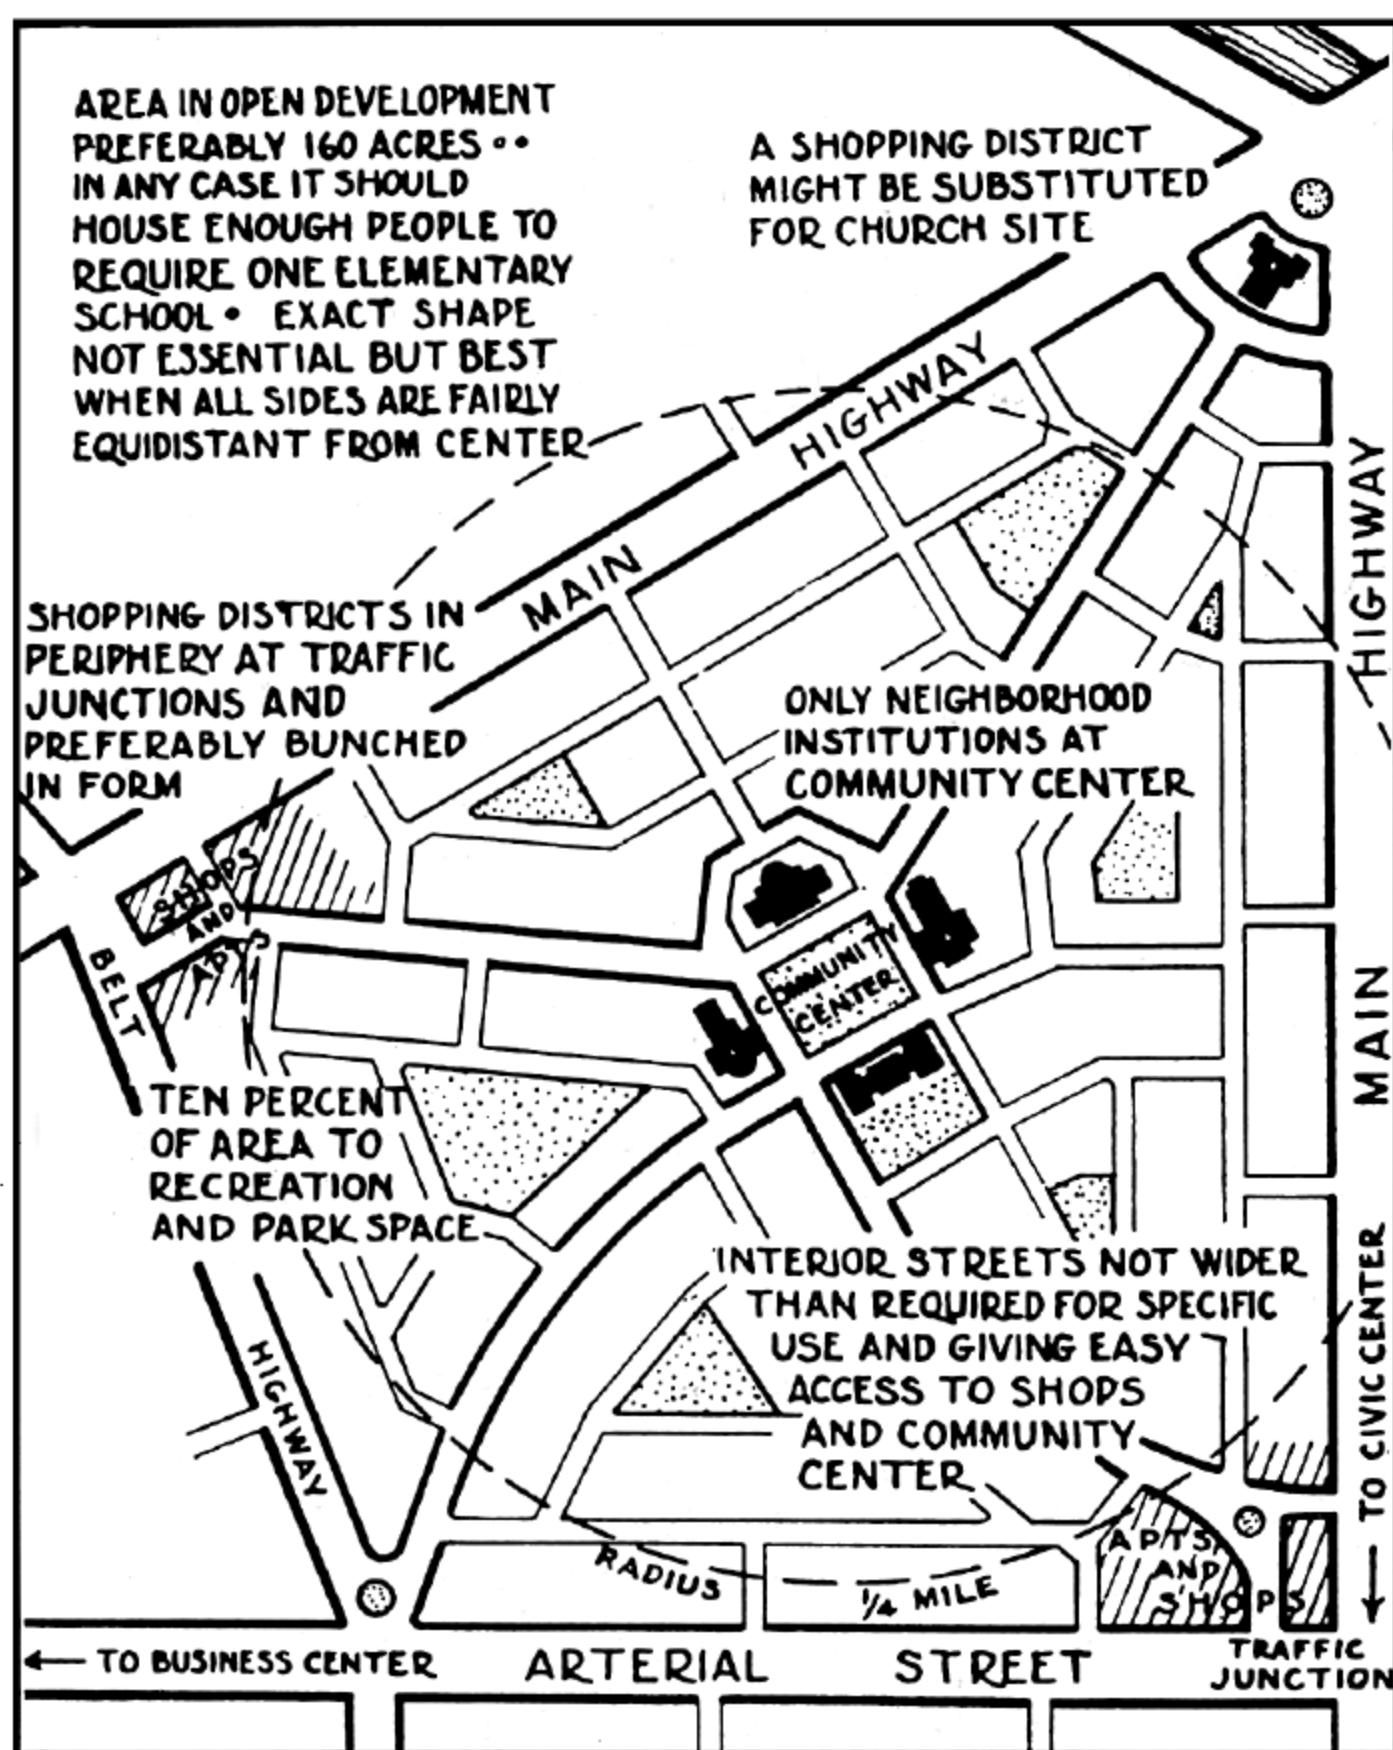 AREA IN OPEN DEVELOPMENT
PREFERABLY 160 ACRES ••
IN ANY CASE IT SHOULD
HOUSE ENOUGH PEOPLE TO
REQUIRE ONE ELEMENTARY
SCHOOL • EXACT SHAPE
NOT ESSENTIAL BUT BEST
WHEN ALL SIDES ARE FAIRLY
EQUIDISTANT FROM CENTER
A SHOPPING DISTRICT
MIGHT BE SUBSTITUTED
FOR CHURCH SITE
MAIN HIGHWAY
SHOPPING DISTRICTS IN
PERIPHERY AT TRAFFIC
JUNCTIONS AND
PREFERABLY BUNCHED
IN FORM
ONLY NEIGHBORHOOD
INSTITUTIONS AT
COMMUNITY CENTER
MAIN HIGHWAY
SHOPS
AND
APTS
COMMUNITY
CENTER
BELT HIGHWAY
TEN PERCENT
OF AREA TO
RECREATION
AND PARK SPACE
INTERIOR STREETS NOT WIDER
THAN REQUIRED FOR SPECIFIC
USE AND GIVING EASY
ACCESS TO SHOPS
AND COMMUNITY
CENTER
TO CIVIC CENTER
APTS.
AND
SHOPS
RADIUS 1/4 MILE
TO BUSINESS CENTER
ARTERIAL STREET
TRAFFIC
JUNCTION